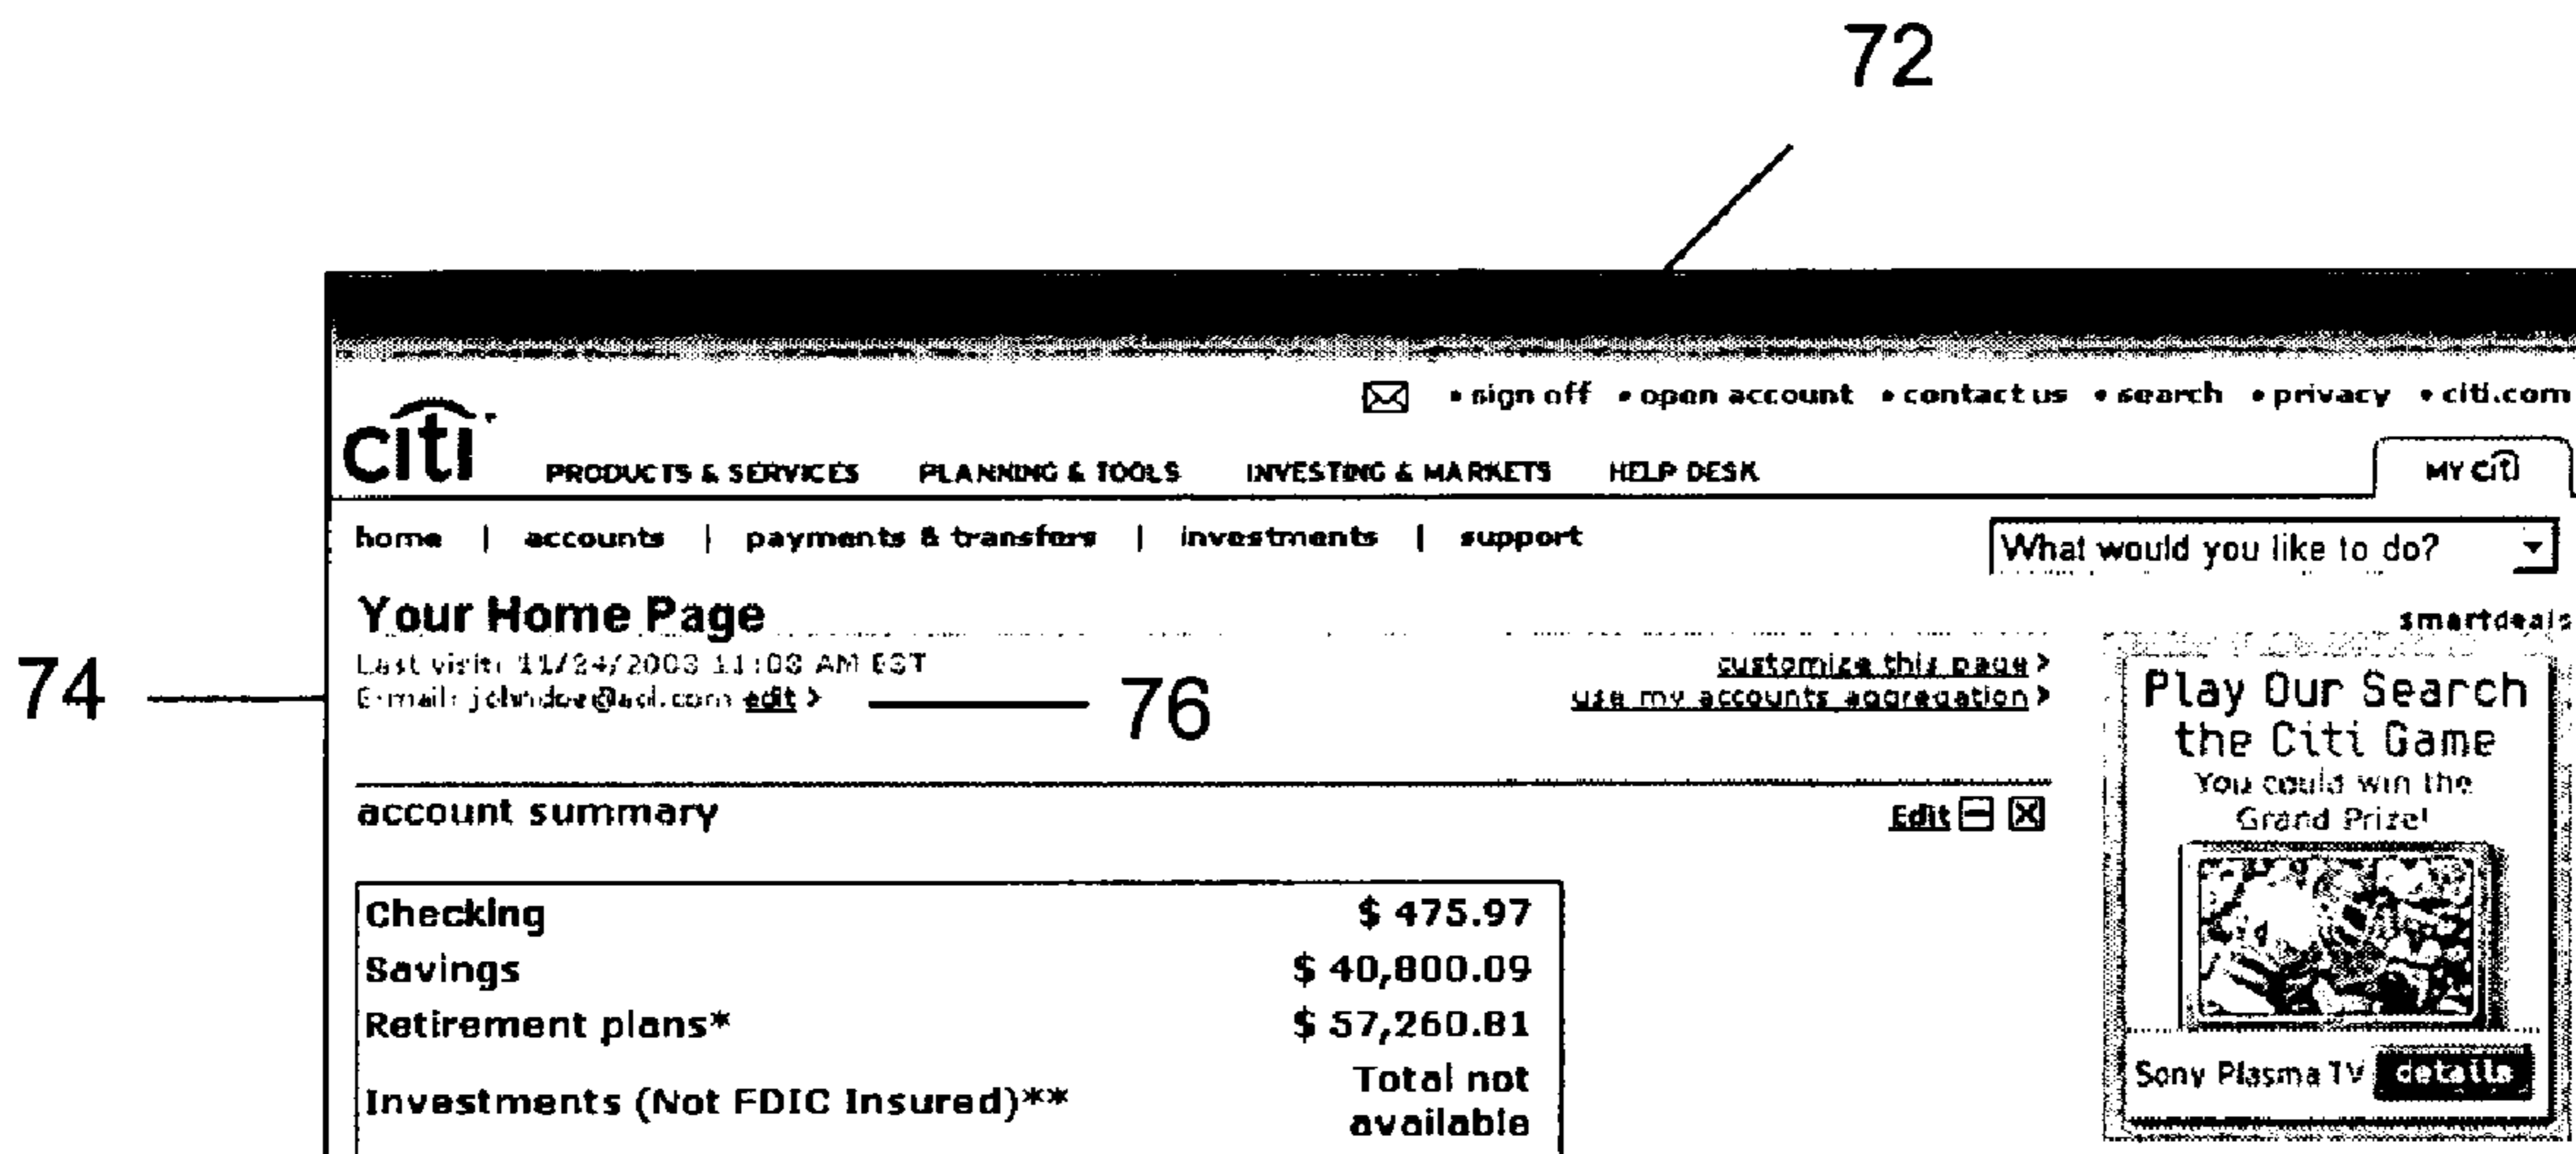 72
• sign off • open account • contact us • search • privacy • citi.com
citi
PRODUCTS & SERVICES PLANNING & TOOLS INVESTING & MARKETS HELP DESK MY citi
home | accounts | payments & transfers | investments | support
What would you like to do?
Your Home Page
smartdeals
Last visit: 11/24/2003 11:08 AM EST
customize this page >
74
E-mail: johndoe@aol.com edit >
76
use my accounts aggregation >
Play Our Search
the Citi Game
You could win the
Grand Prize!
account summary
Edit
Checking $ 475.97
Savings $ 40,800.09
Retirement plans* $ 57,260.81
Investments (Not FDIC Insured)** Total not
available
Sony Plasma TV details